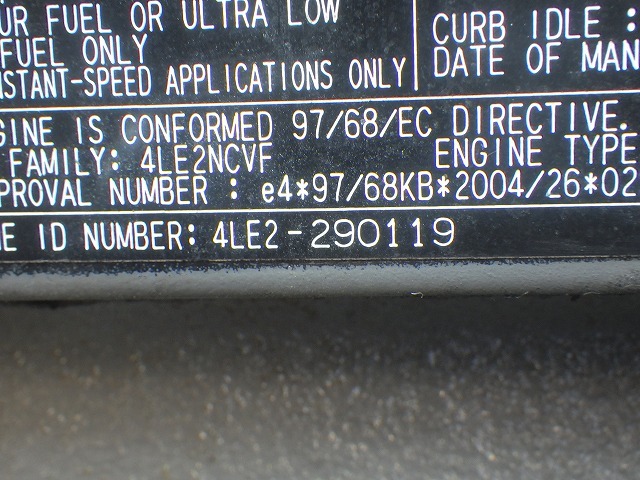 UR FUEL OR ULTRA LOW
FUEL ONLY
NSTANT-SPEED APPLICATIONS ONLY
CURB IDLE :
DATE OF MAN
GINE IS CONFORMED 97/68/EC DIRECTIVE.
FAMILY: 4LE2NCVF ENGINE TYPE
PROVAL NUMBER : e4*97/68KB*2004/26*02
E ID NUMBER: 4LE2-290119